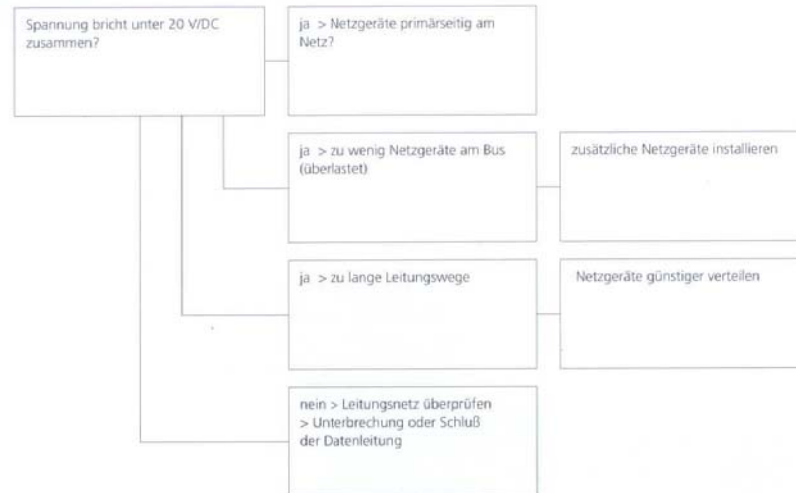 Spannung bricht unter 20 V/DC
zusammen?
ja > Netzgeräte primärseitig am
Netz?
ja > zu wenig Netzgeräte am Bus
(überlastet)
zusätzliche Netzgeräte installieren
ja > zu lange Leitungswege
Netzgeräte günstiger verteilen
nein > Leitungsnetz überprüfen
> Unterbrechung oder Schluß
der Datenleitung